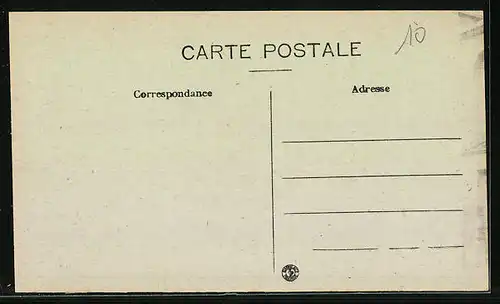 10
CARTE POSTALE
Correspondance
Adresse